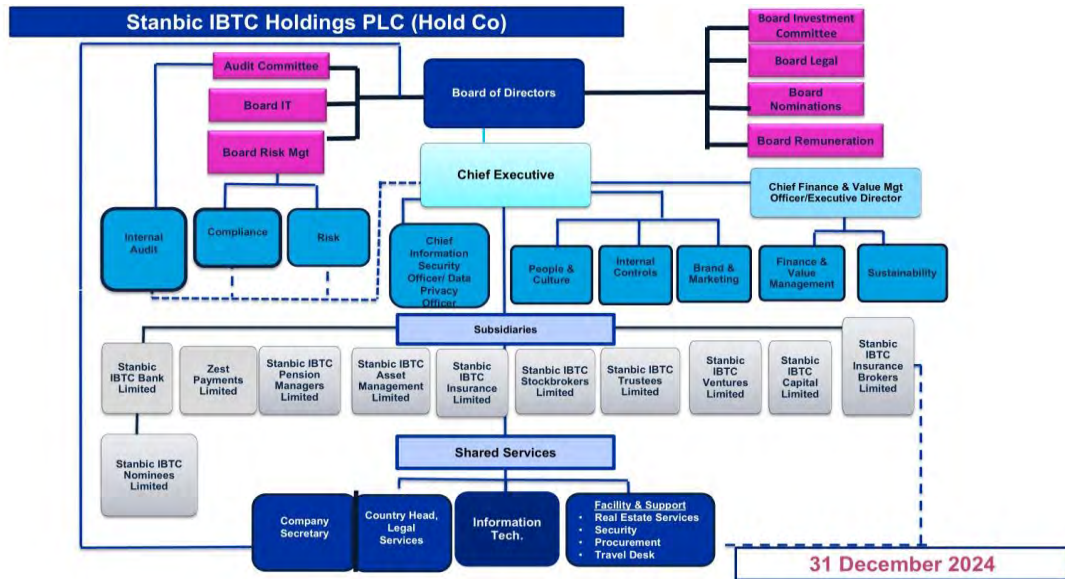 Stanbic IBTC Holdings PLC (Hold Co)
Board Investment
Committee
Audit Committee
Board Legal
Board of Directors
Board IT
Board
Nominations
Board Risk Mgt
Board Remuneration
Chief Executive
Chief Finance & Value Mgt
Officer/Executive Director
Internal
Audit
Compliance
Risk
Chief
Information
Security
Officer/ Data
Privacy
Officer
People &
Culture
Internal
Controls
Brand &
Marketing
Finance &
Value
Management
Sustainability
Subsidiaries
Stanbic
IBTC Bank
Limited
Zest
Payments
Limited
Stanbic IBTC
Pension
Managers
Limited
Stanbic IBTC
Asset
Management
Limited
Stanbic
IBTC
Insurance
Limited
Stanbic IBTC
Stockbrokers
Limited
Stanbic IBTC
Trustees
Limited
Stanbic
IBTC
Ventures
Limited
Stanbic
IBTC
Capital
Limited
Stanbic
IBTC
Insurance
Brokers
Limited
Stanbic IBTC
Nominees
Limited
Shared Services
Company
Secretary
Country Head,
Legal
Services
Information
Tech.
Facility & Support
• Real Estate Services
• Security
• Procurement
• Travel Desk
31 December 2024